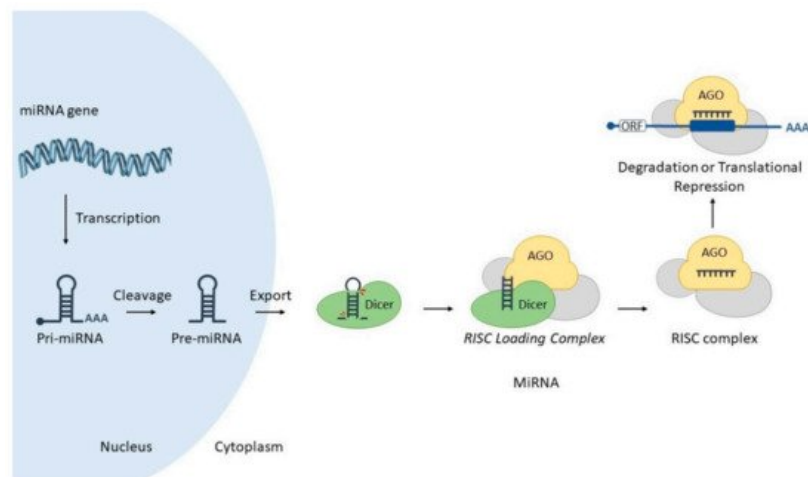 miRNA gene
Transcription
Cleavage
Export
AAA
Pri-miRNA
Pre-miRNA
Dicer
AGO
Dicer
RISC Loading Complex
MiRNA
AGO
RISC complex
AGO
ORF
AAA
Degradation or Translational
Repression
Nucleus
Cytoplasm